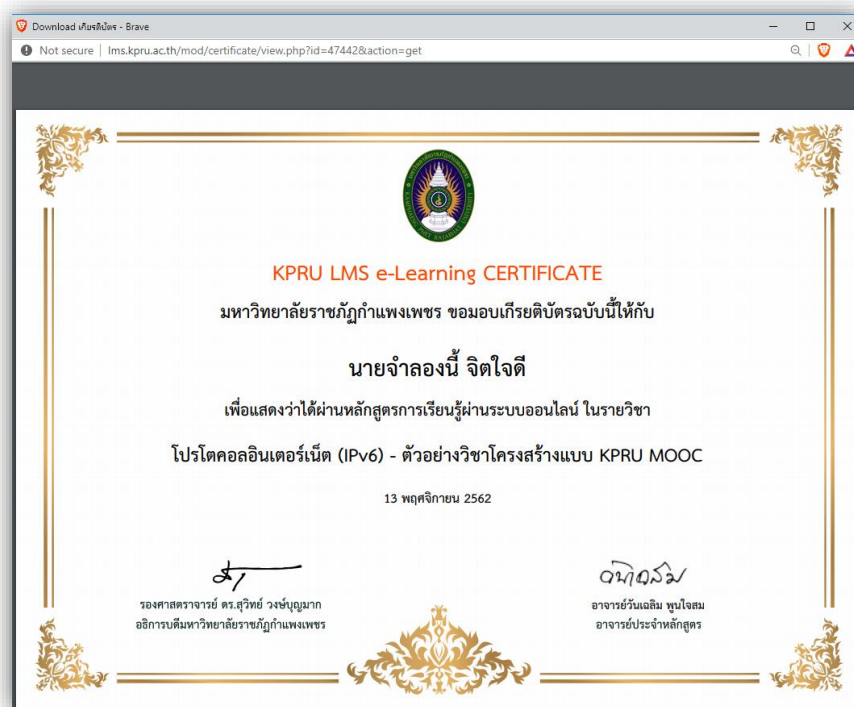 Download เกียรติบัตร - Brave
Not secure | lms.kpru.ac.th/mod/certificate/view.php?id=47442&action=get
KPRU LMS e-Learning CERTIFICATE
มหาวิทยาลัยราชภัฏกำแพงเพชร ขอมอบเกียรติบัตรฉบับนี้ให้กับ
นายจำลองนี้ จิตใจดี
เพื่อแสดงว่าได้ผ่านหลักสูตรการเรียนรู้ผ่านระบบออนไลน์ ในรายวิชา
โปรโตคอลอินเตอร์เน็ต (IPv6) - ตัวอย่างวิชาโครงสร้างแบบ KPRU MOOC
13 พฤศจิกายน 2562
รองศาสตราจารย์ ดร.สุวิทย์ วงษ์บุญมาก
อธิการบดีมหาวิทยาลัยราชภัฏกำแพงเพชร
อาจารย์วันเฉลิม พูนใจสม
อาจารย์ประจำหลักสูตร